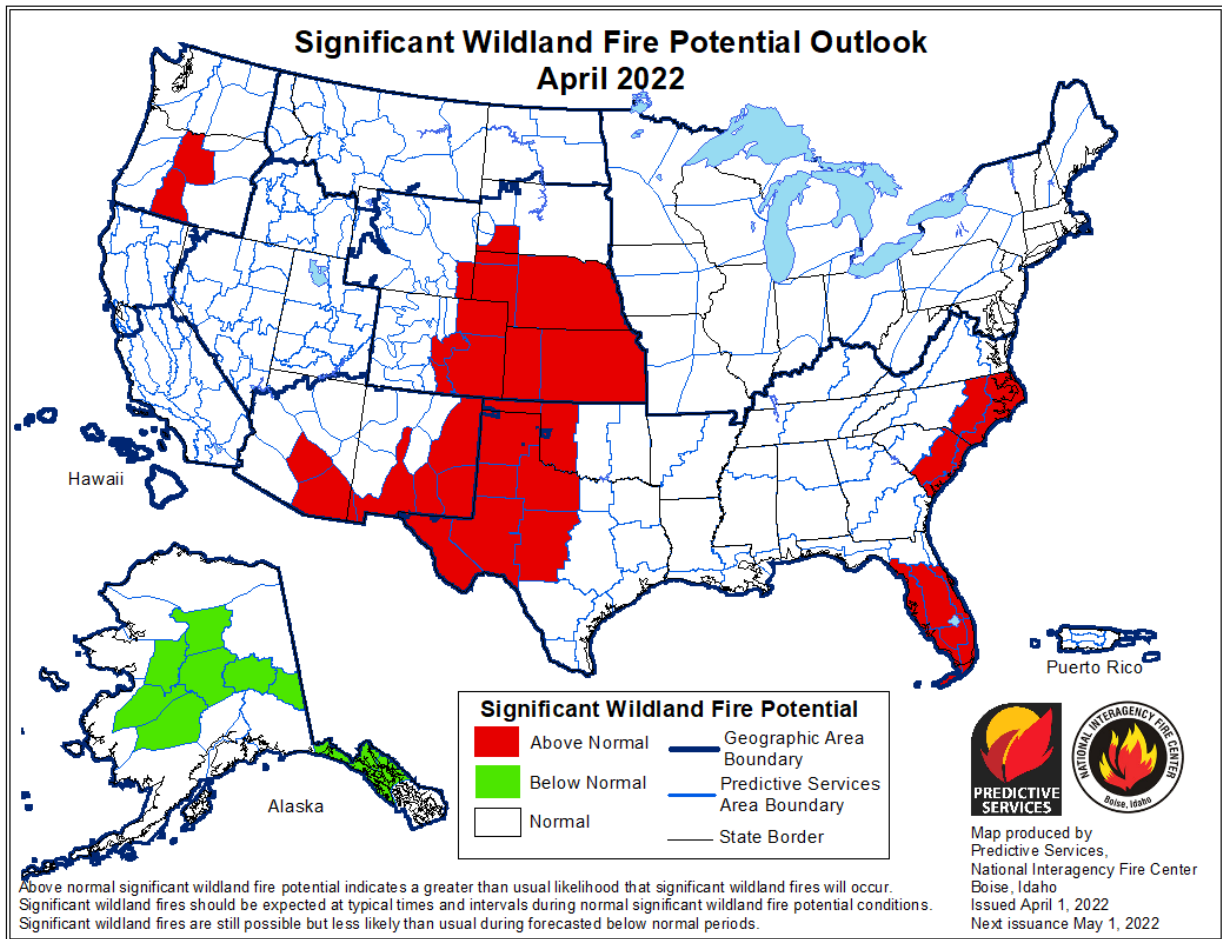 Significant Wildland Fire Potential Outlook
April 2022
Hawaii
Alaska
Puerto Rico
Significant Wildland Fire Potential
Above Normal
Below Normal
Normal
Geographic Area
Boundary
Predictive Services
Area Boundary
State Border
PREDICTIVE
SERVICES
NATIONAL INTERAGENCY FIRE CENTER
Boise, Idaho
Map produced by
Predictive Services,
National Interagency Fire Center
Boise, Idaho
Issued April 1, 2022
Next issuance May 1, 2022
Above normal significant wildland fire potential indicates a greater than usual likelihood that significant wildland fires will occur.
Significant wildland fires should be expected at typical times and intervals during normal significant wildland fire potential conditions.
Significant wildland fires are still possible but less likely than usual during forecasted below normal periods.